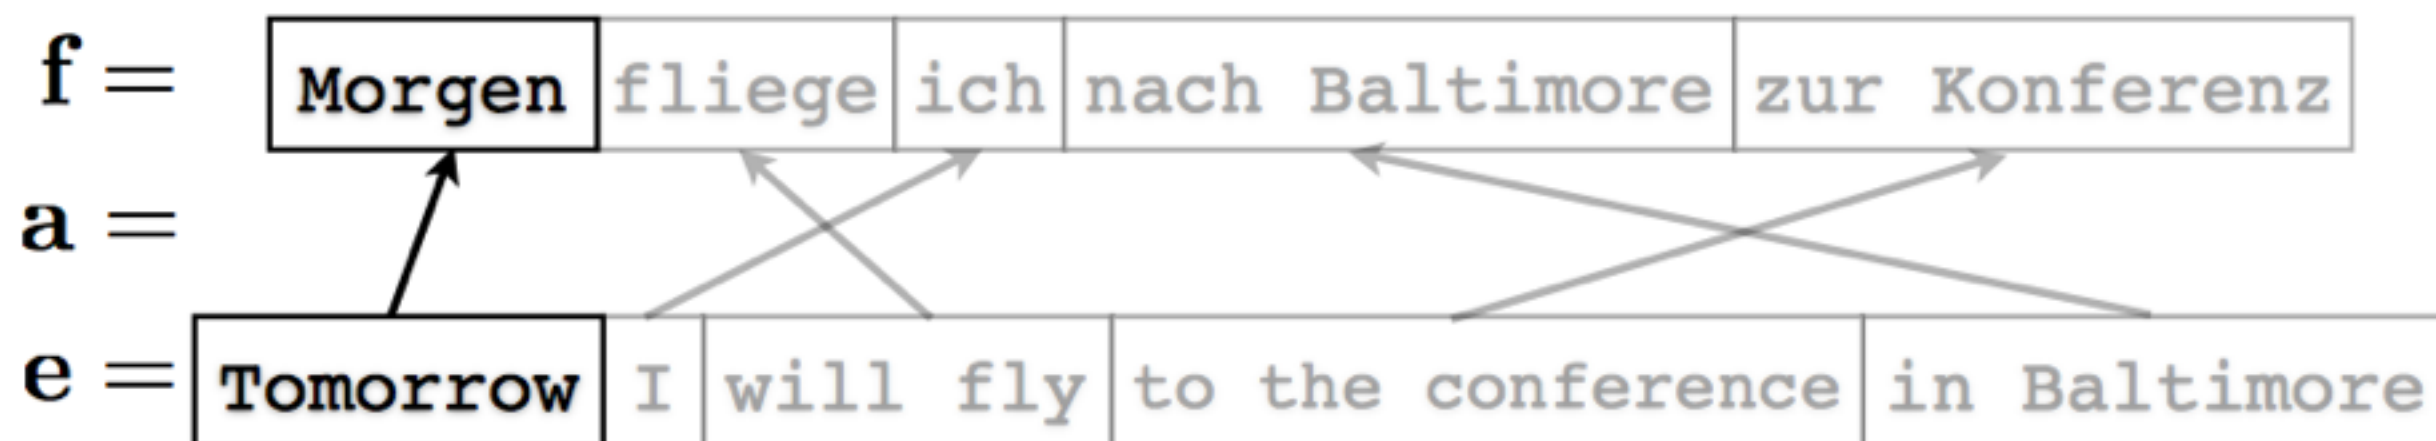 f = Morgen fliege ich nach Baltimore zur Konferenz
a =
e = Tomorrow I will fly to the conference in Baltimore